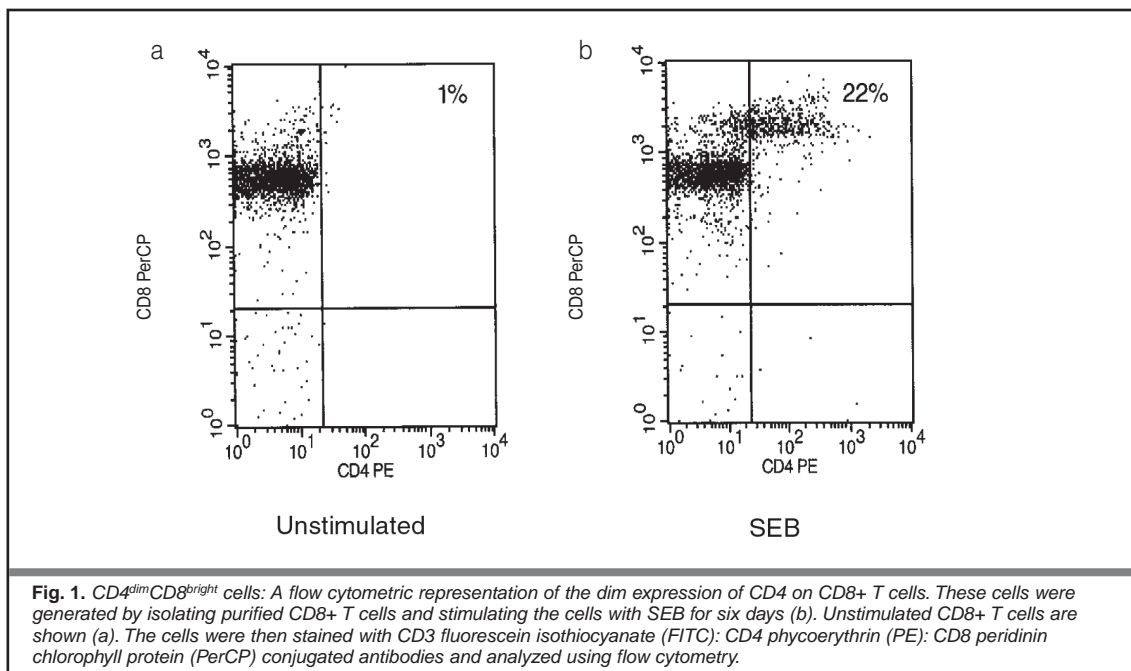 a
b
10^4
10^3
10^2
10^1
10^0
CD8 PerCP
1%
10^0 10^1 10^2 10^3 10^4
CD4 PE
Unstimulated
10^4
10^3
10^2
10^1
10^0
CD8 PerCP
22%
10^0 10^1 10^2 10^3 10^4
CD4 PE
SEB
Fig. 1. CD4^dimCD8^bright cells: A flow cytometric representation of the dim expression of CD4 on CD8+ T cells. These cells were
generated by isolating purified CD8+ T cells and stimulating the cells with SEB for six days (b). Unstimulated CD8+ T cells are
shown (a). The cells were then stained with CD3 fluorescein isothiocyanate (FITC): CD4 phycoerythrin (PE): CD8 peridinin
chlorophyll protein (PerCP) conjugated antibodies and analyzed using flow cytometry.